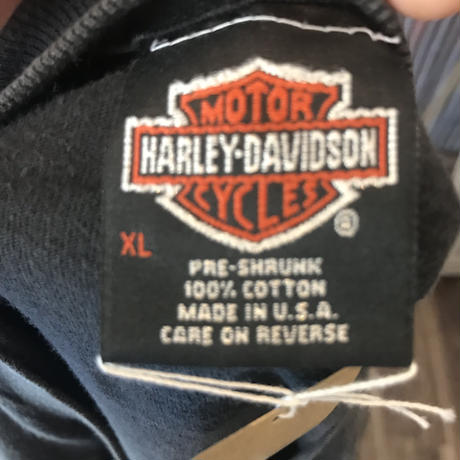 MOTOR
HARLEY-DAVIDSON
CYCLES
®
XL
PRE-SHRUNK
100% COTTON
MADE IN U.S.A.
CARE ON REVERSE